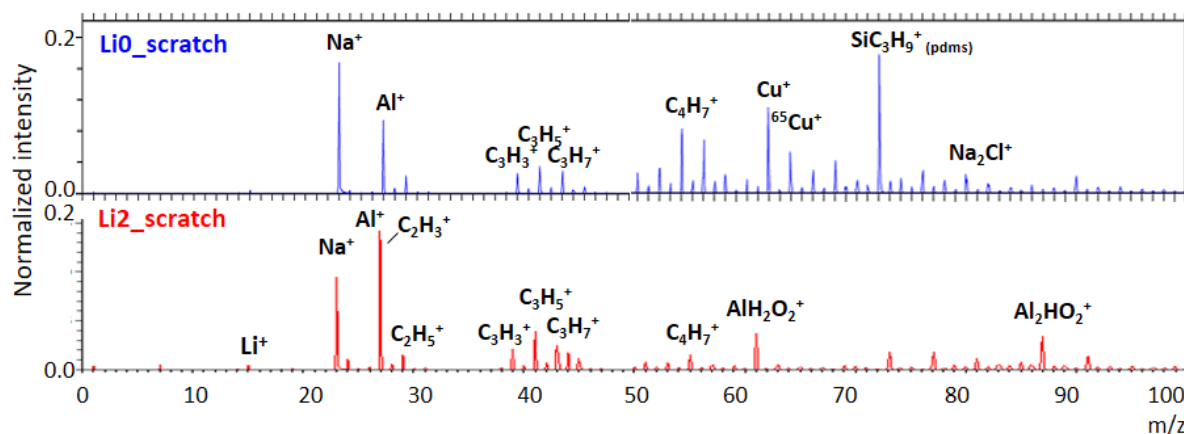 0.2
Li0_scratch
Na⁺
Al⁺
C₃H₃⁺
C₃H₅⁺
C₃H₇⁺
C₄H₇⁺
Cu⁺
⁶⁵Cu⁺
SiC₃H₉⁺ (pdms)
Na₂Cl⁺
0.0
Normalized intensity
0.2
Li2_scratch
Li⁺
Na⁺
Al⁺
C₂H₃⁺
C₂H₅⁺
C₃H₃⁺
C₃H₅⁺
C₃H₇⁺
C₄H₇⁺
AlH₂O₂⁺
Al₂HO₂⁺
0.0
0 10 20 30 40 50 60 70 80 90 100
m/z